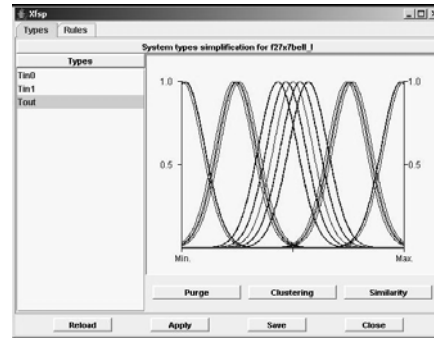 Xfsp
Types Rules
System types simplification for f27x7bell_l
Types
Tin0
Tin1
Tout
1.0 1.0
0.5 0.5
Min. Max.
Purge Clustering Similarity
Reload Apply Save Close